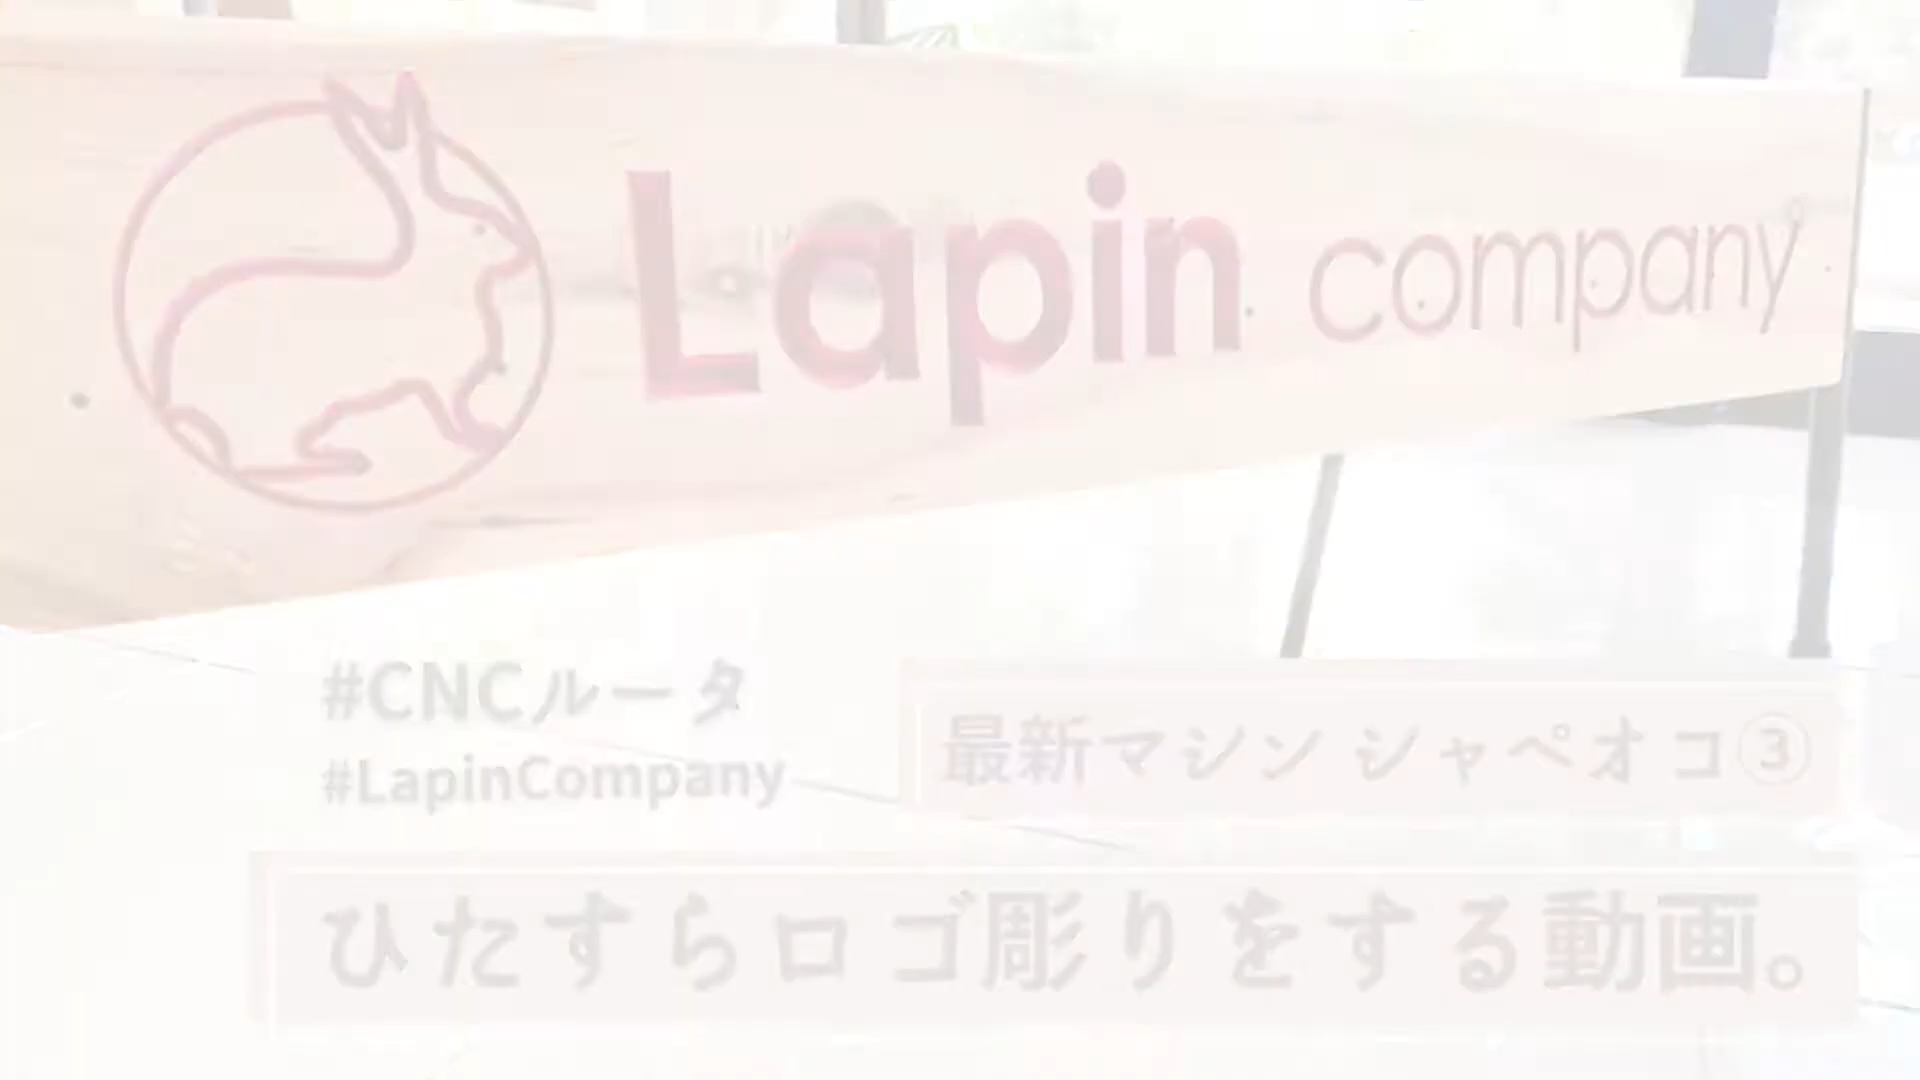 Lapin company
#CNCルータ
#LapinCompany
最新マシン シャペオコ③
ひたすらロゴ彫りをする動画。